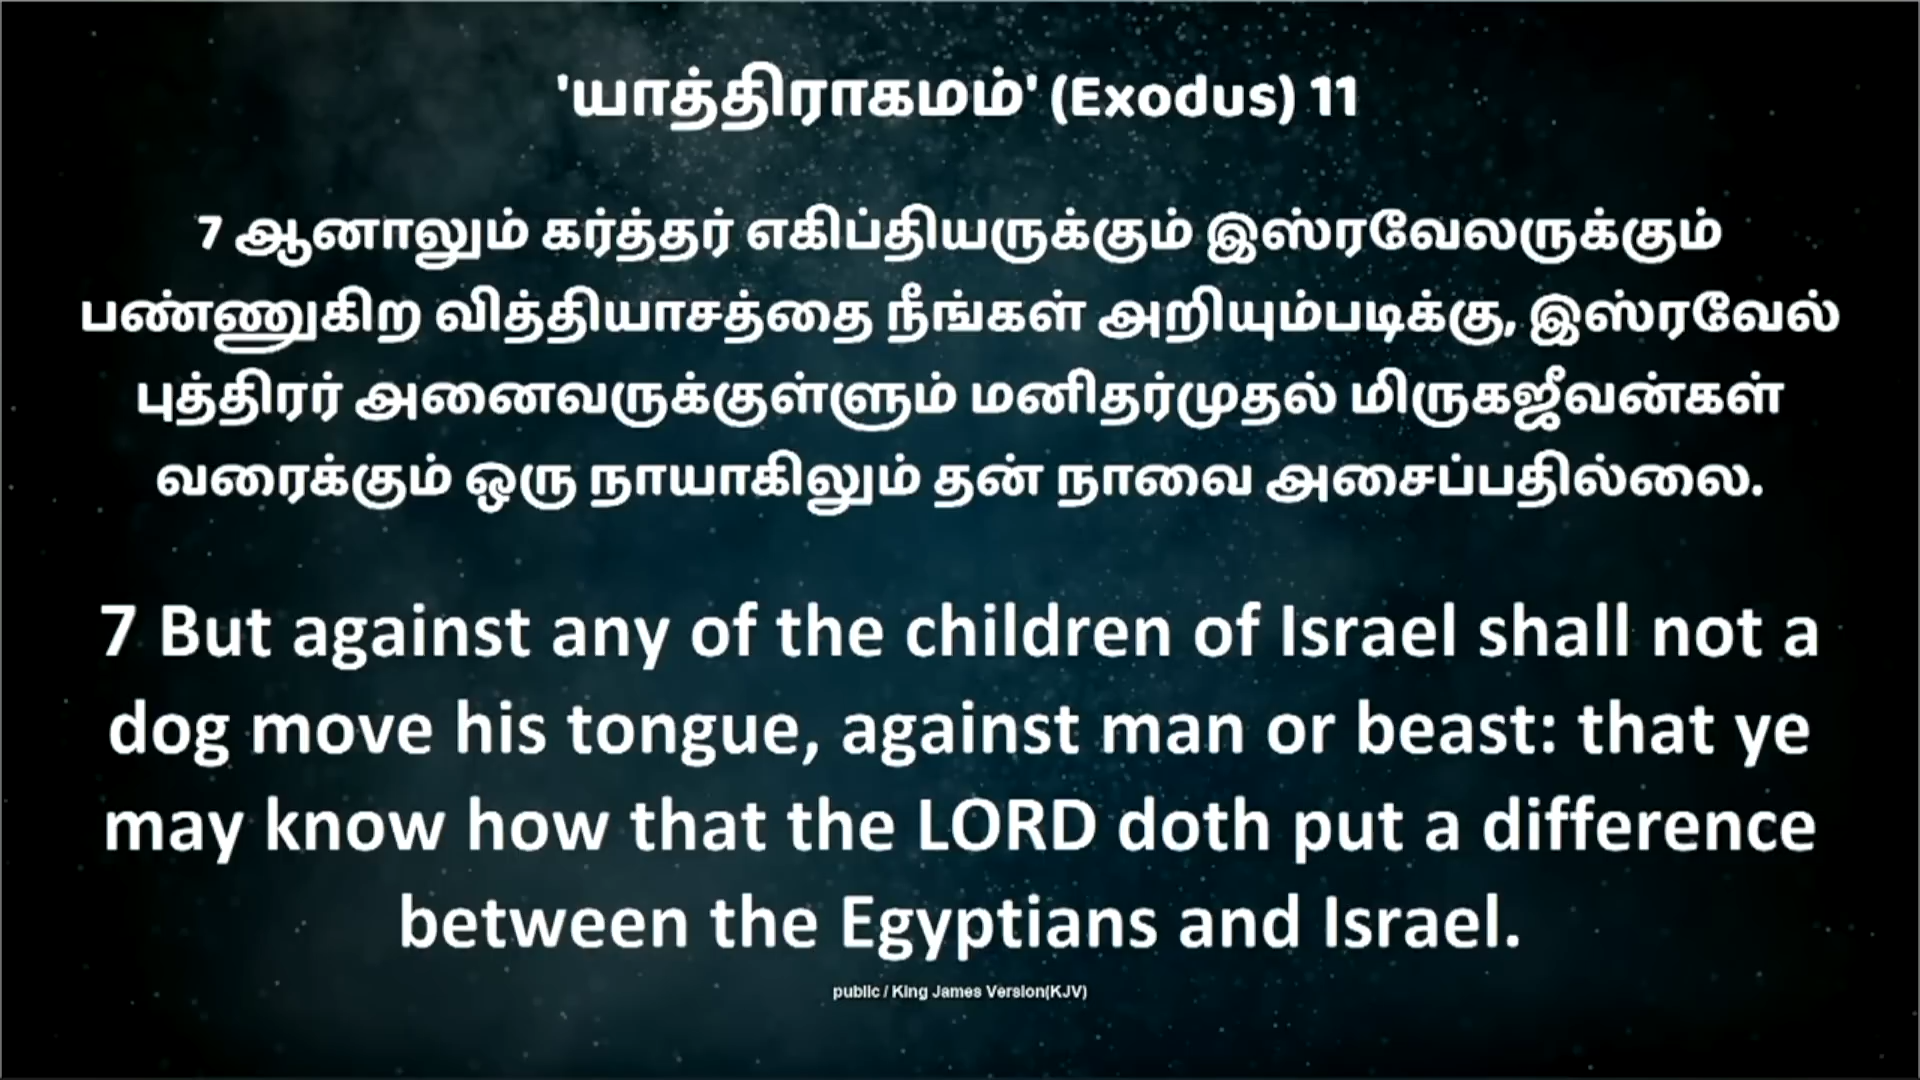 'யாத்திராகமம்' (Exodus) 11
7 ஆனாலும் கர்த்தர் எகிப்தியருக்கும் இஸ்ரவேலருக்கும்
பண்ணுகிற வித்தியாசத்தை நீங்கள் அறியும்படிக்கு, இஸ்ரவேல்
புத்திரர் அனைவருக்குள்ளும் மனிதர்முதல் மிருகஜீவன்கள்
வரைக்கும் ஒரு நாயாகிலும் தன் நாவை அசைப்பதில்லை.
7 But against any of the children of Israel shall not a
dog move his tongue, against man or beast: that ye
may know how that the LORD doth put a difference
between the Egyptians and Israel.
public / King James Version(KJV)